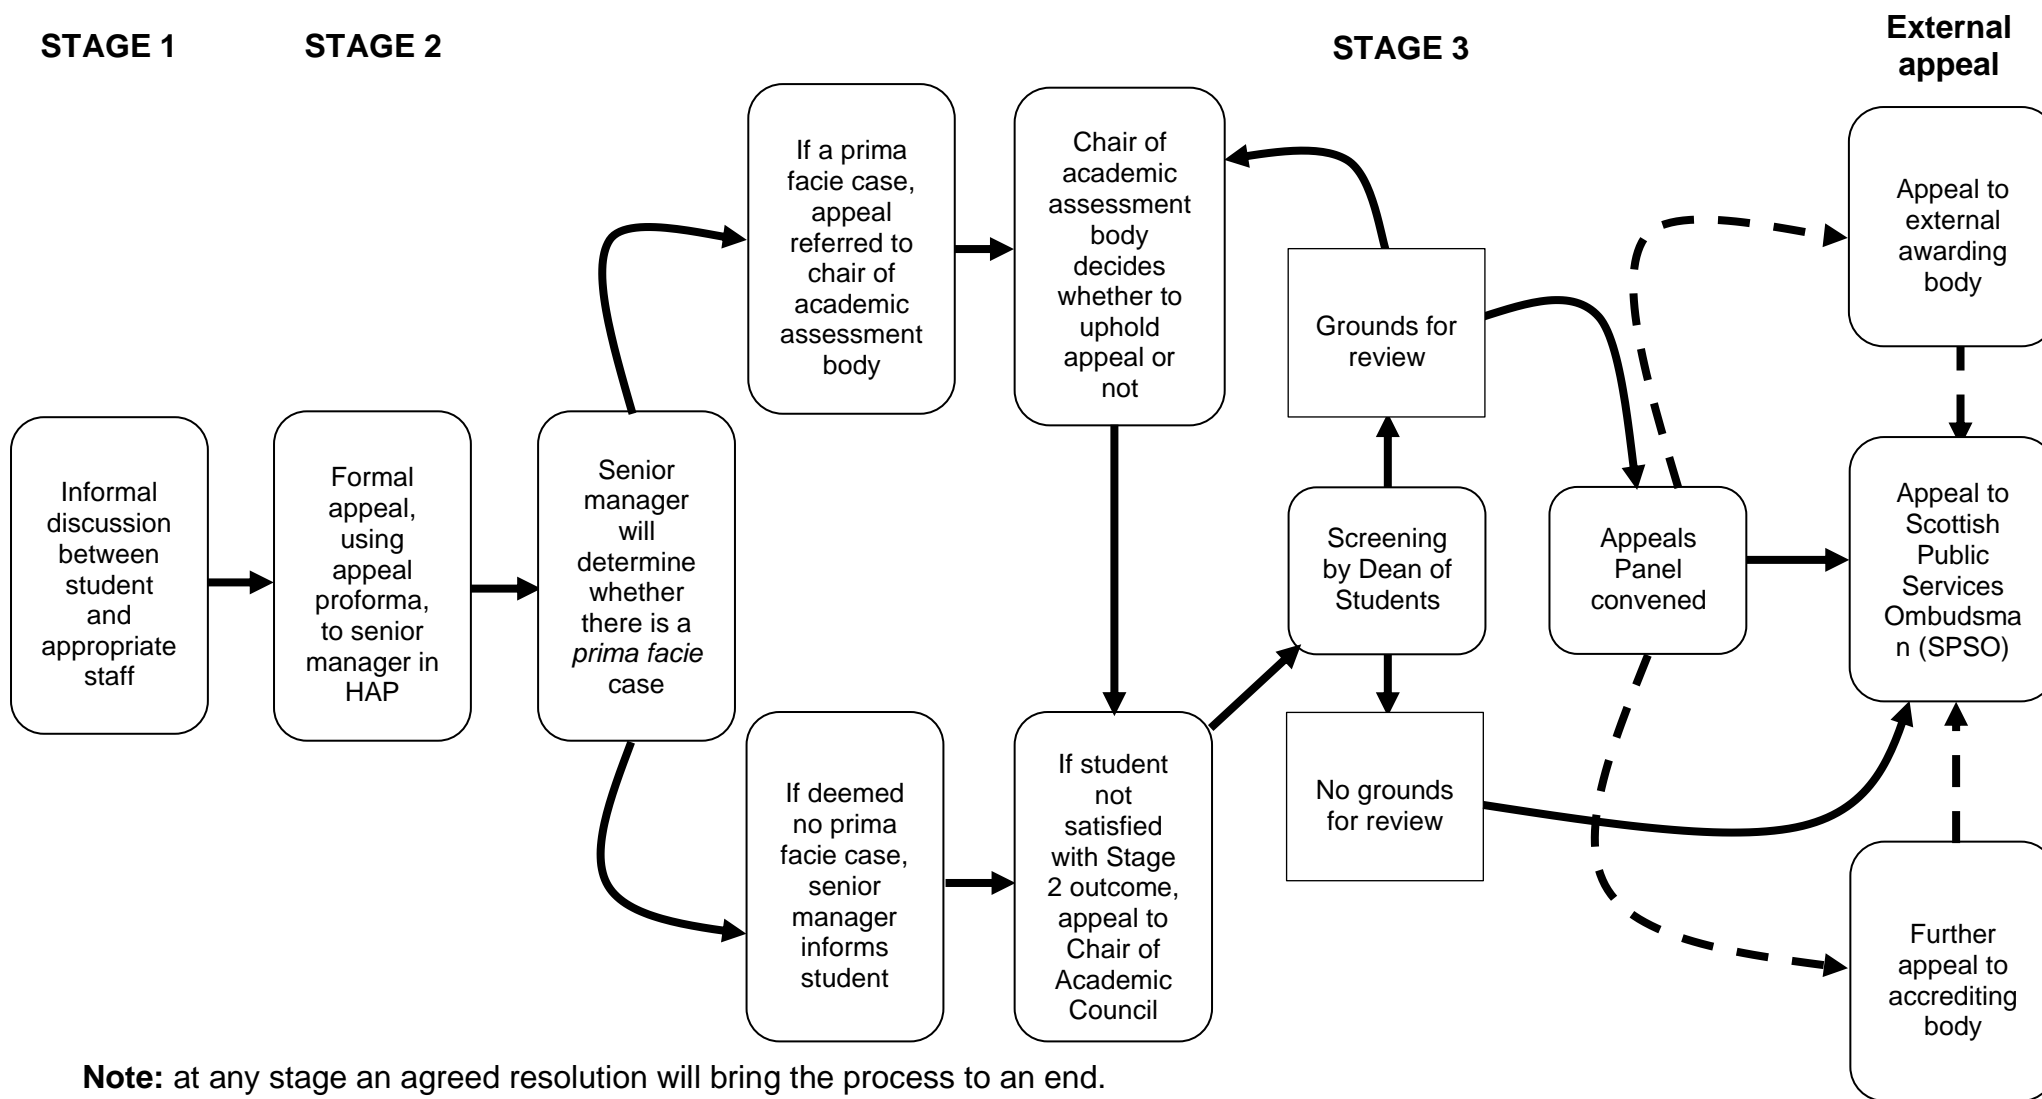 STAGE 1
STAGE 2
STAGE 3
External
appeal
Informal
discussion
between
student
and
appropriate
staff
Formal
appeal,
using
appeal
proforma,
to senior
manager in
HAP
Senior
manager
will
determine
whether
there is a
prima facie
case
If a prima
facie case,
appeal
referred to
chair of
academic
assessment
body
If deemed
no prima
facie case,
senior
manager
informs
student
Chair of
academic
assessment
body
decides
whether to
uphold
appeal or
not
If student
not
satisfied
with Stage
2 outcome,
appeal to
Chair of
Academic
Council
Grounds for
review
Screening
by Dean of
Students
No grounds
for review
Appeals
Panel
convened
Appeal to
external
awarding
body
Appeal to
Scottish
Public
Services
Ombudsma
n (SPSO)
Further
appeal to
accrediting
body
Note: at any stage an agreed resolution will bring the process to an end.